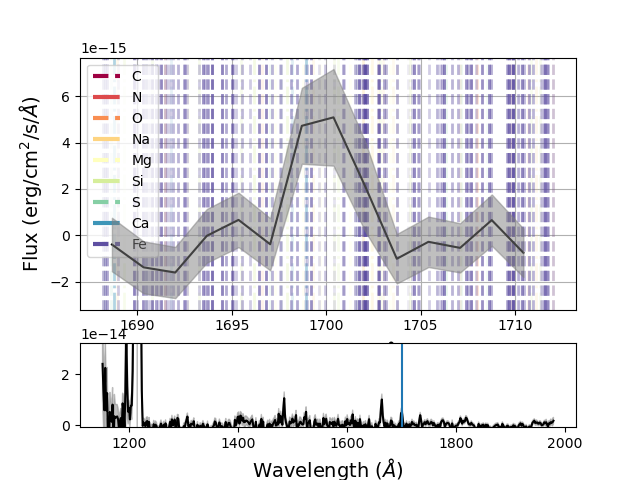 1e−15
Flux (erg/cm²/s/Å)
6
4
2
0
−2
C
N
O
Na
Mg
Si
S
Ca
Fe
1690 1695 1700 1705 1710
1e−14
2
0
1200 1400 1600 1800 2000
Wavelength (Å)